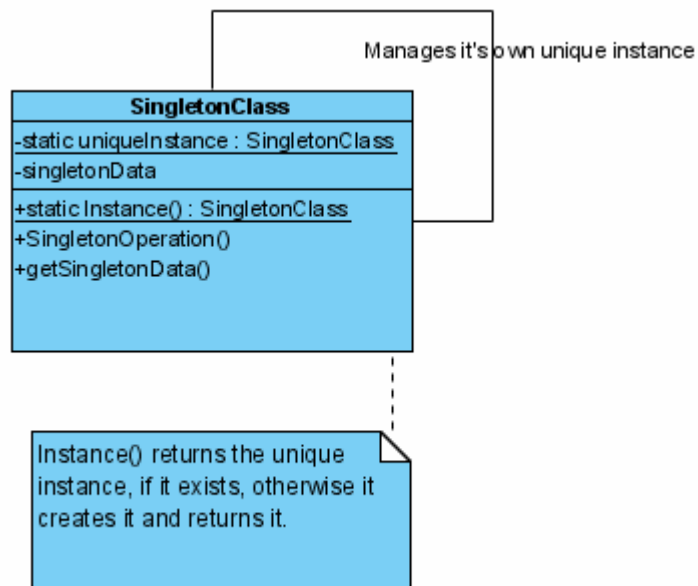 Manages it's own unique instance
SingletonClass
-static uniqueInstance : SingletonClass
-singletonData
+static Instance() : SingletonClass
+SingletonOperation()
+getSingletonData()
Instance() returns the unique
instance, if it exists, otherwise it
creates it and returns it.